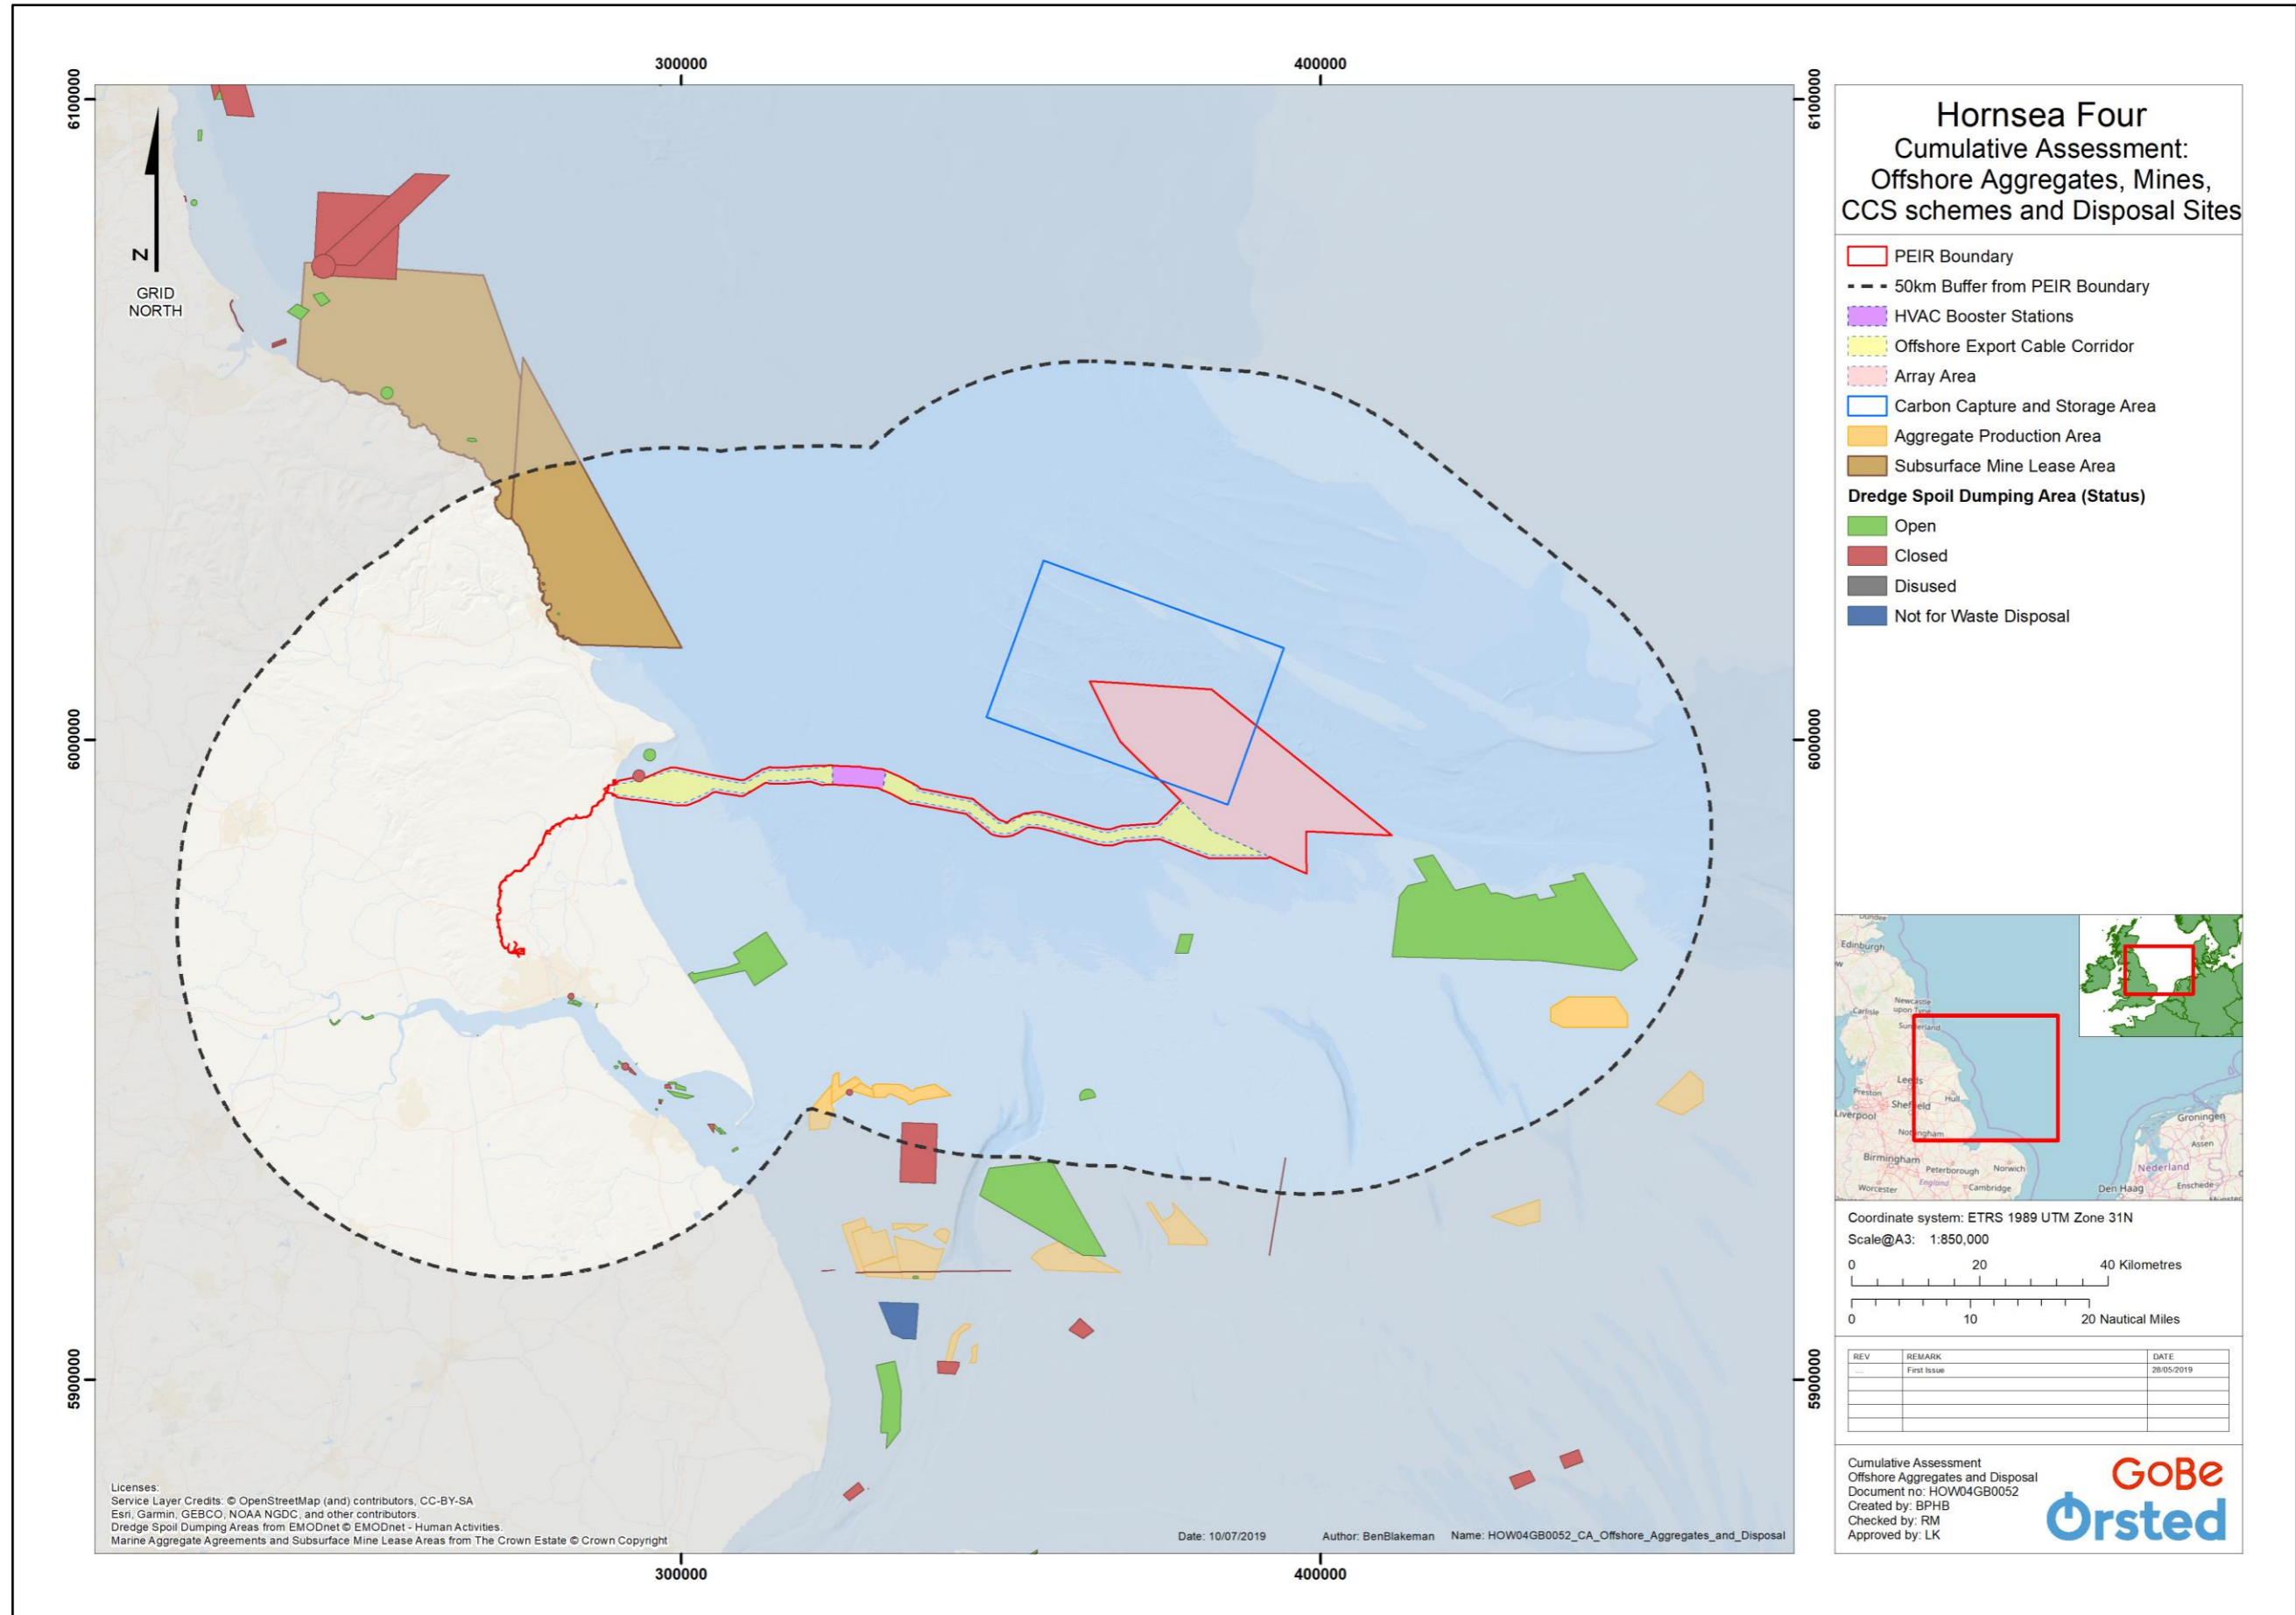 300000
400000
6100000
6100000
N
GRID
NORTH
6000000
6000000
5900000
5900000
300000
400000
Licenses:
Service Layer Credits: © OpenStreetMap (and) contributors, CC-BY-SA
Esri, Garmin, GEBCO, NOAA NGDC, and other contributors.
Dredge Spoil Dumping Areas from EMODnet © EMODnet - Human Activities.
Marine Aggregate Agreements and Subsurface Mine Lease Areas from The Crown Estate © Crown Copyright
Date: 10/07/2019 Author: BenBlakeman Name: HOW04GB0052_CA_Offshore_Aggregates_and_Disposal
Hornsea Four
Cumulative Assessment:
Offshore Aggregates, Mines,
CCS schemes and Disposal Sites
PEIR Boundary
50km Buffer from PEIR Boundary
HVAC Booster Stations
Offshore Export Cable Corridor
Array Area
Carbon Capture and Storage Area
Aggregate Production Area
Subsurface Mine Lease Area
Dredge Spoil Dumping Area (Status)
Open
Closed
Disused
Not for Waste Disposal
Dundee
Edinburgh
Newcastle
upon Tyne
Carlisle
Sunderland
Leeds
Preston
Hull
Sheffield
Liverpool
Nottingham
Birmingham
Peterborough
Norwich
England
Worcester
Cambridge
Groningen
Assen
Nederland
Den Haag
Enschede
Coordinate system: ETRS 1989 UTM Zone 31N
Scale@A3: 1:850,000
0 20 40 Kilometres
0 10 20 Nautical Miles
REV REMARK DATE
... First Issue 28/05/2019
Cumulative Assessment
Offshore Aggregates and Disposal
Document no: HOW04GB0052
Created by: BPHB
Checked by: RM
Approved by: LK
GoBe
Orsted